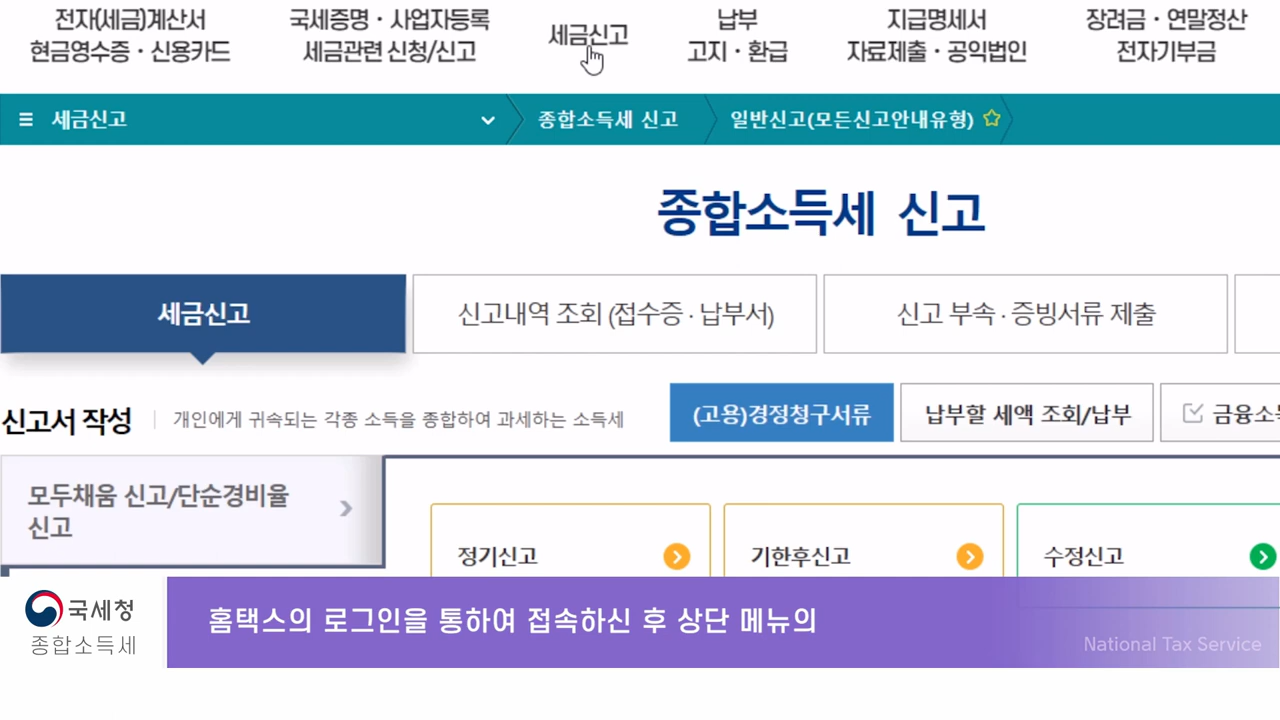 전자(세금)계산서
현금영수증·신용카드
국세증명·사업자등록
세금관련 신청/신고
세금신고
납부
고지·환급
지급명세서
자료제출·공익법인
장려금·연말정산
전자기부금
세금신고
종합소득세 신고
일반신고(모든신고안내유형)
종합소득세 신고
세금신고
신고내역 조회 (접수증·납부서)
신고 부속·증빙서류 제출
신고서 작성
개인에게 귀속되는 각종 소득을 종합하여 과세하는 소득세
(고용)경정청구서류
납부할 세액 조회/납부
금융소
모두채움 신고/단순경비율
신고
정기신고
기한후신고
수정신고
국세청
종합소득세
홈택스의 로그인을 통하여 접속하신 후 상단 메뉴의
National Tax Service